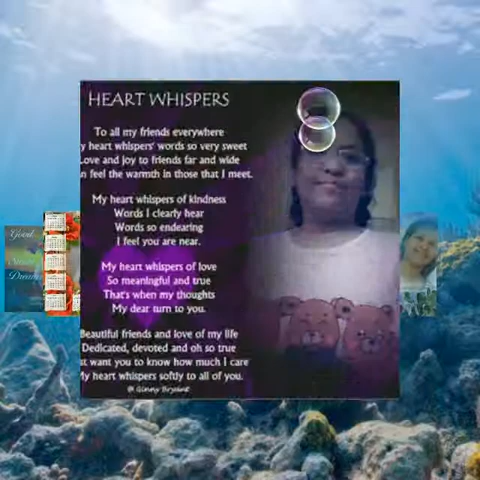 HEART WHISPERS
To all my friends everywhere
y heart whispers' words so very sweet
Love and joy to friends far and wide
n feel the warmth in those that I meet.
My heart whispers of kindness
Words I clearly hear
Words so endearing
I feel you are near.
My heart whispers of love
So meaningful and true
That's when my thoughts
My dear turn to you.
Beautiful friends and love of my life
Dedicated, devoted and oh so true
st want you to know how much I care
My heart whispers softly to all of you.
@ Ginny Bryant
Good